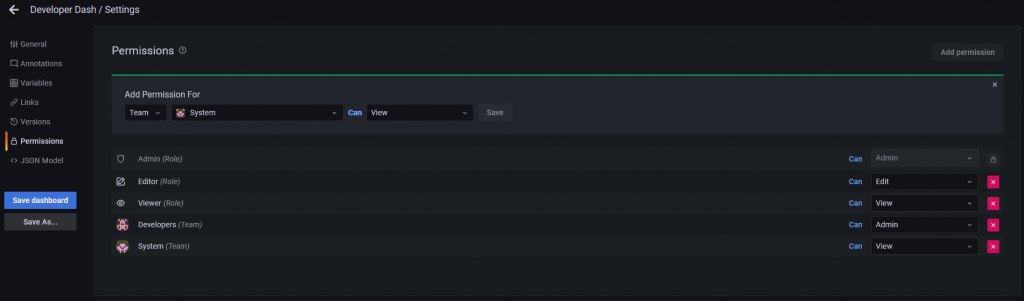 Developer Dash / Settings
General
Annotations
Variables
Links
Versions
Permissions
JSON Model
Save dashboard
Save As...
Permissions
Add permission
Add Permission For
Team System Can View Save
Admin (Role) Can Admin
Editor (Role) Can Edit
Viewer (Role) Can View
Developers (Team) Can Admin
System (Team) Can View